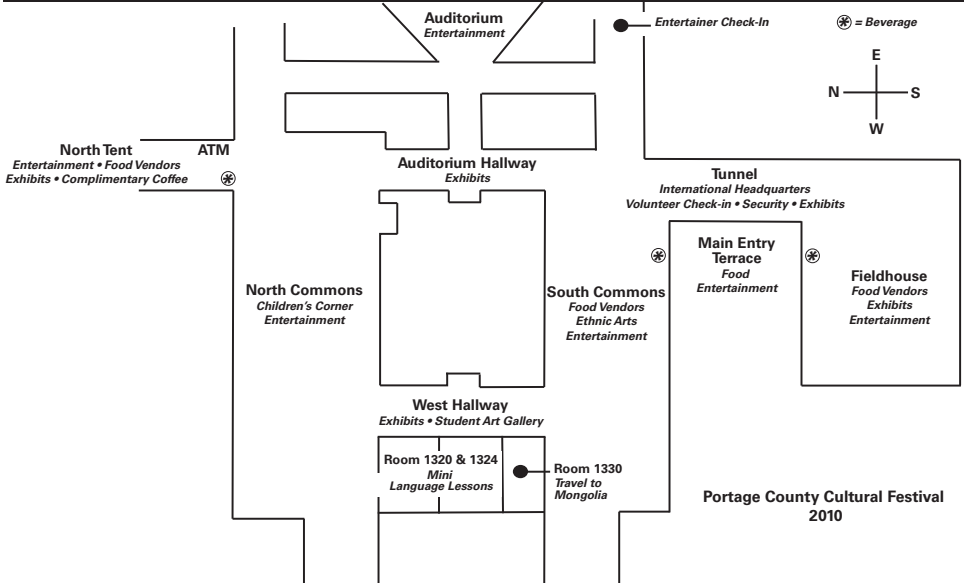 Auditorium
Entertainment
Entertainer Check-In
= Beverage
E
N
S
W
North Tent
Entertainment • Food Vendors
Exhibits • Complimentary Coffee
ATM
Auditorium Hallway
Exhibits
Tunnel
International Headquarters
Volunteer Check-in • Security • Exhibits
Main Entry
Terrace
Food
Entertainment
Fieldhouse
Food Vendors
Exhibits
Entertainment
North Commons
Children's Corner
Entertainment
South Commons
Food Vendors
Ethnic Arts
Entertainment
West Hallway
Exhibits • Student Art Gallery
Room 1320 & 1324
Mini
Language Lessons
Room 1330
Travel to
Mongolia
Portage County Cultural Festival
2010